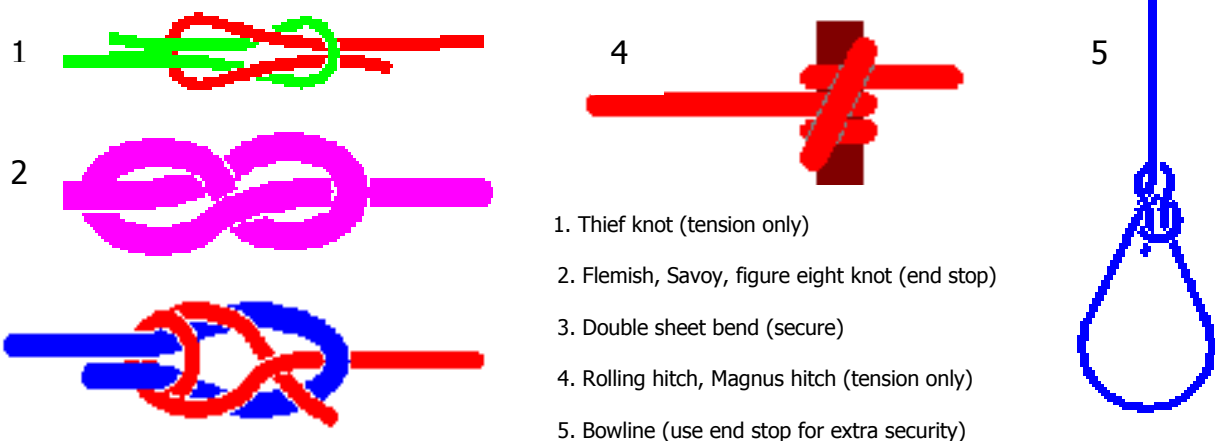 1
2
4
5
1. Thief knot (tension only)
2. Flemish, Savoy, figure eight knot (end stop)
3. Double sheet bend (secure)
4. Rolling hitch, Magnus hitch (tension only)
5. Bowline (use end stop for extra security)